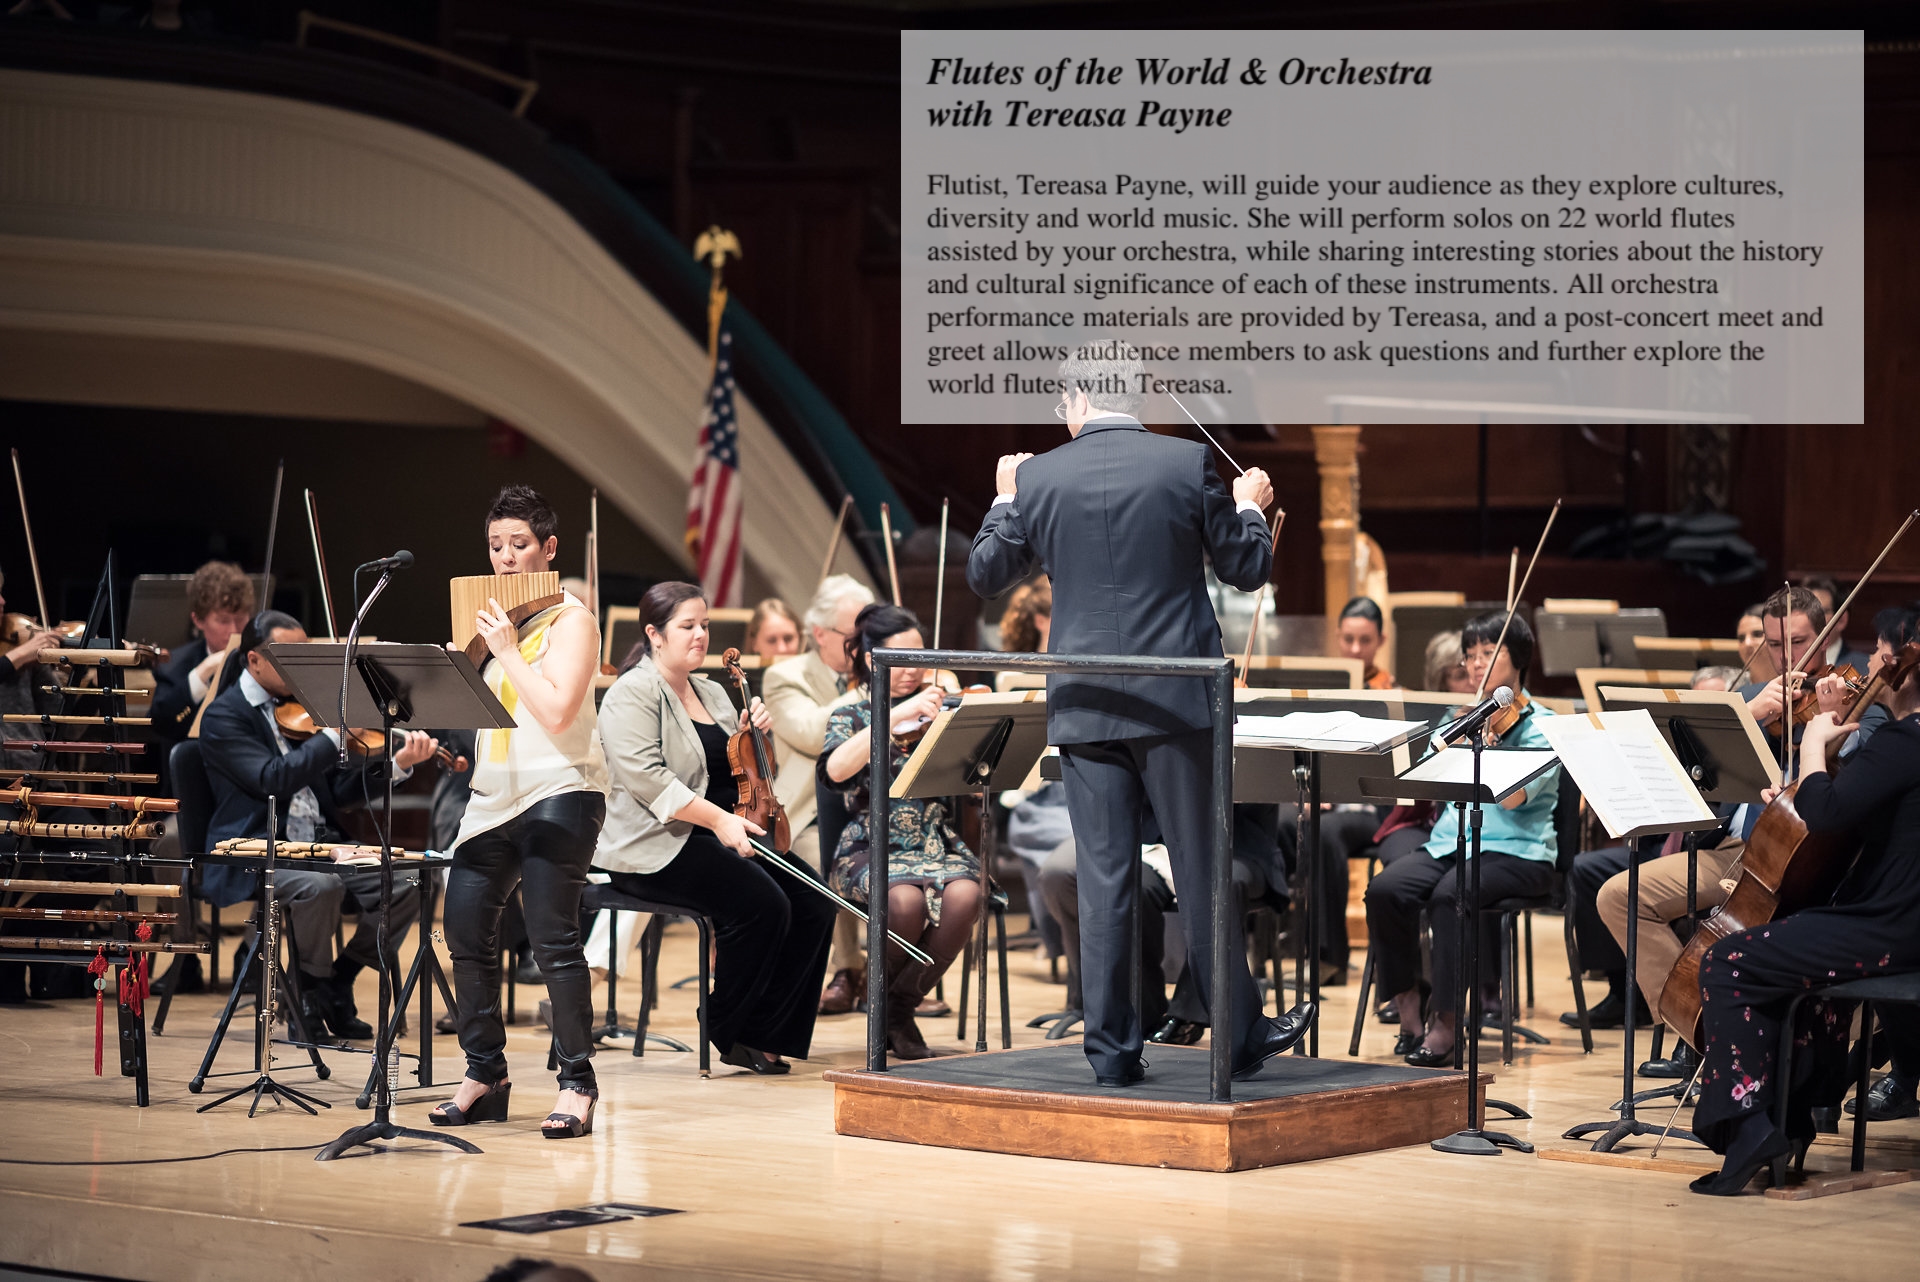 Flutes of the World & Orchestra
with Tereasa Payne
Flutist, Tereasa Payne, will guide your audience as they explore cultures,
diversity and world music. She will perform solos on 22 world flutes
assisted by your orchestra, while sharing interesting stories about the history
and cultural significance of each of these instruments. All orchestra
performance materials are provided by Tereasa, and a post-concert meet and
greet allows audience members to ask questions and further explore the
world flutes with Tereasa.